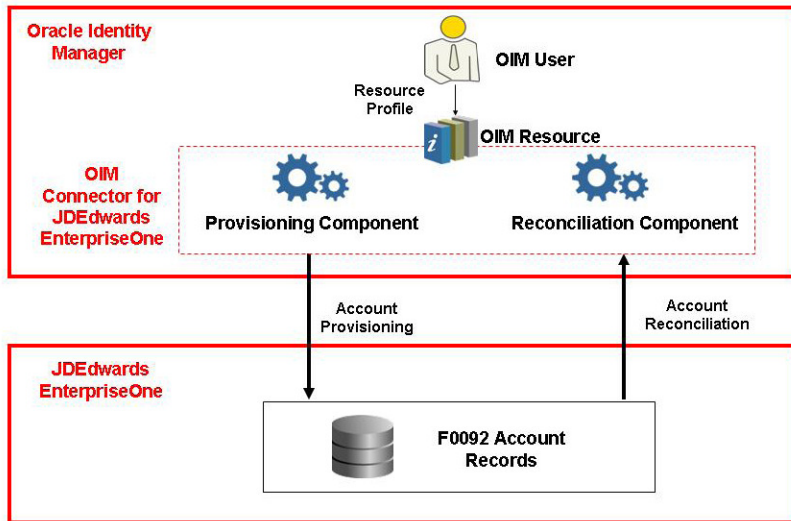 Oracle Identity
Manager
OIM User
Resource
Profile
i
OIM Resource
OIM
Connector for
JDEdwards
EnterpriseOne
Provisioning Component
Reconciliation Component
Account
Provisioning
Account
Reconciliation
JDEdwards
EnterpriseOne
F0092 Account
Records